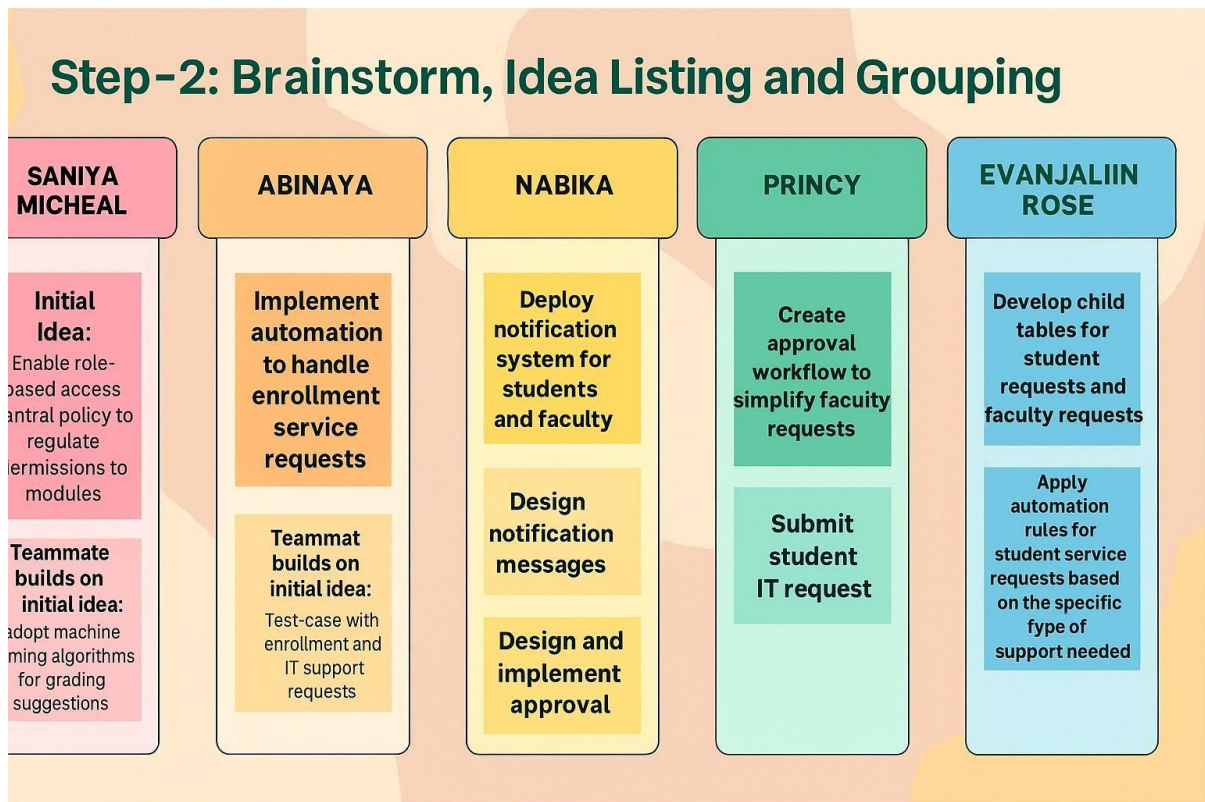 Step-2: Brainstorm, Idea Listing and Grouping
SANIYA
MICHEAL
Initial
Idea:
Enable role-
based access
antral policy to
regulate
ermissions to
modules
Teammate
builds on
initial idea:
adopt machine
ming algorithms
for grading
suggestions
ABINAYA
Implement
automation
to handle
enrollment
service
requests
Teammat
builds on
initial idea:
Test-case with
enrollment and
IT support
requests
NABIKA
Deploy
notification
system for
students
and faculty
Design
notification
messages
Design and
implement
approval
PRINCY
Create
approval
workflow to
simplify facuity
requests
Submit
student
IT request
EVANJALIIN
ROSE
Develop child
tables for
student
requests and
faculty requests
Apply
automation
rules for
student service
requests based
on the specific
fype of
support needed